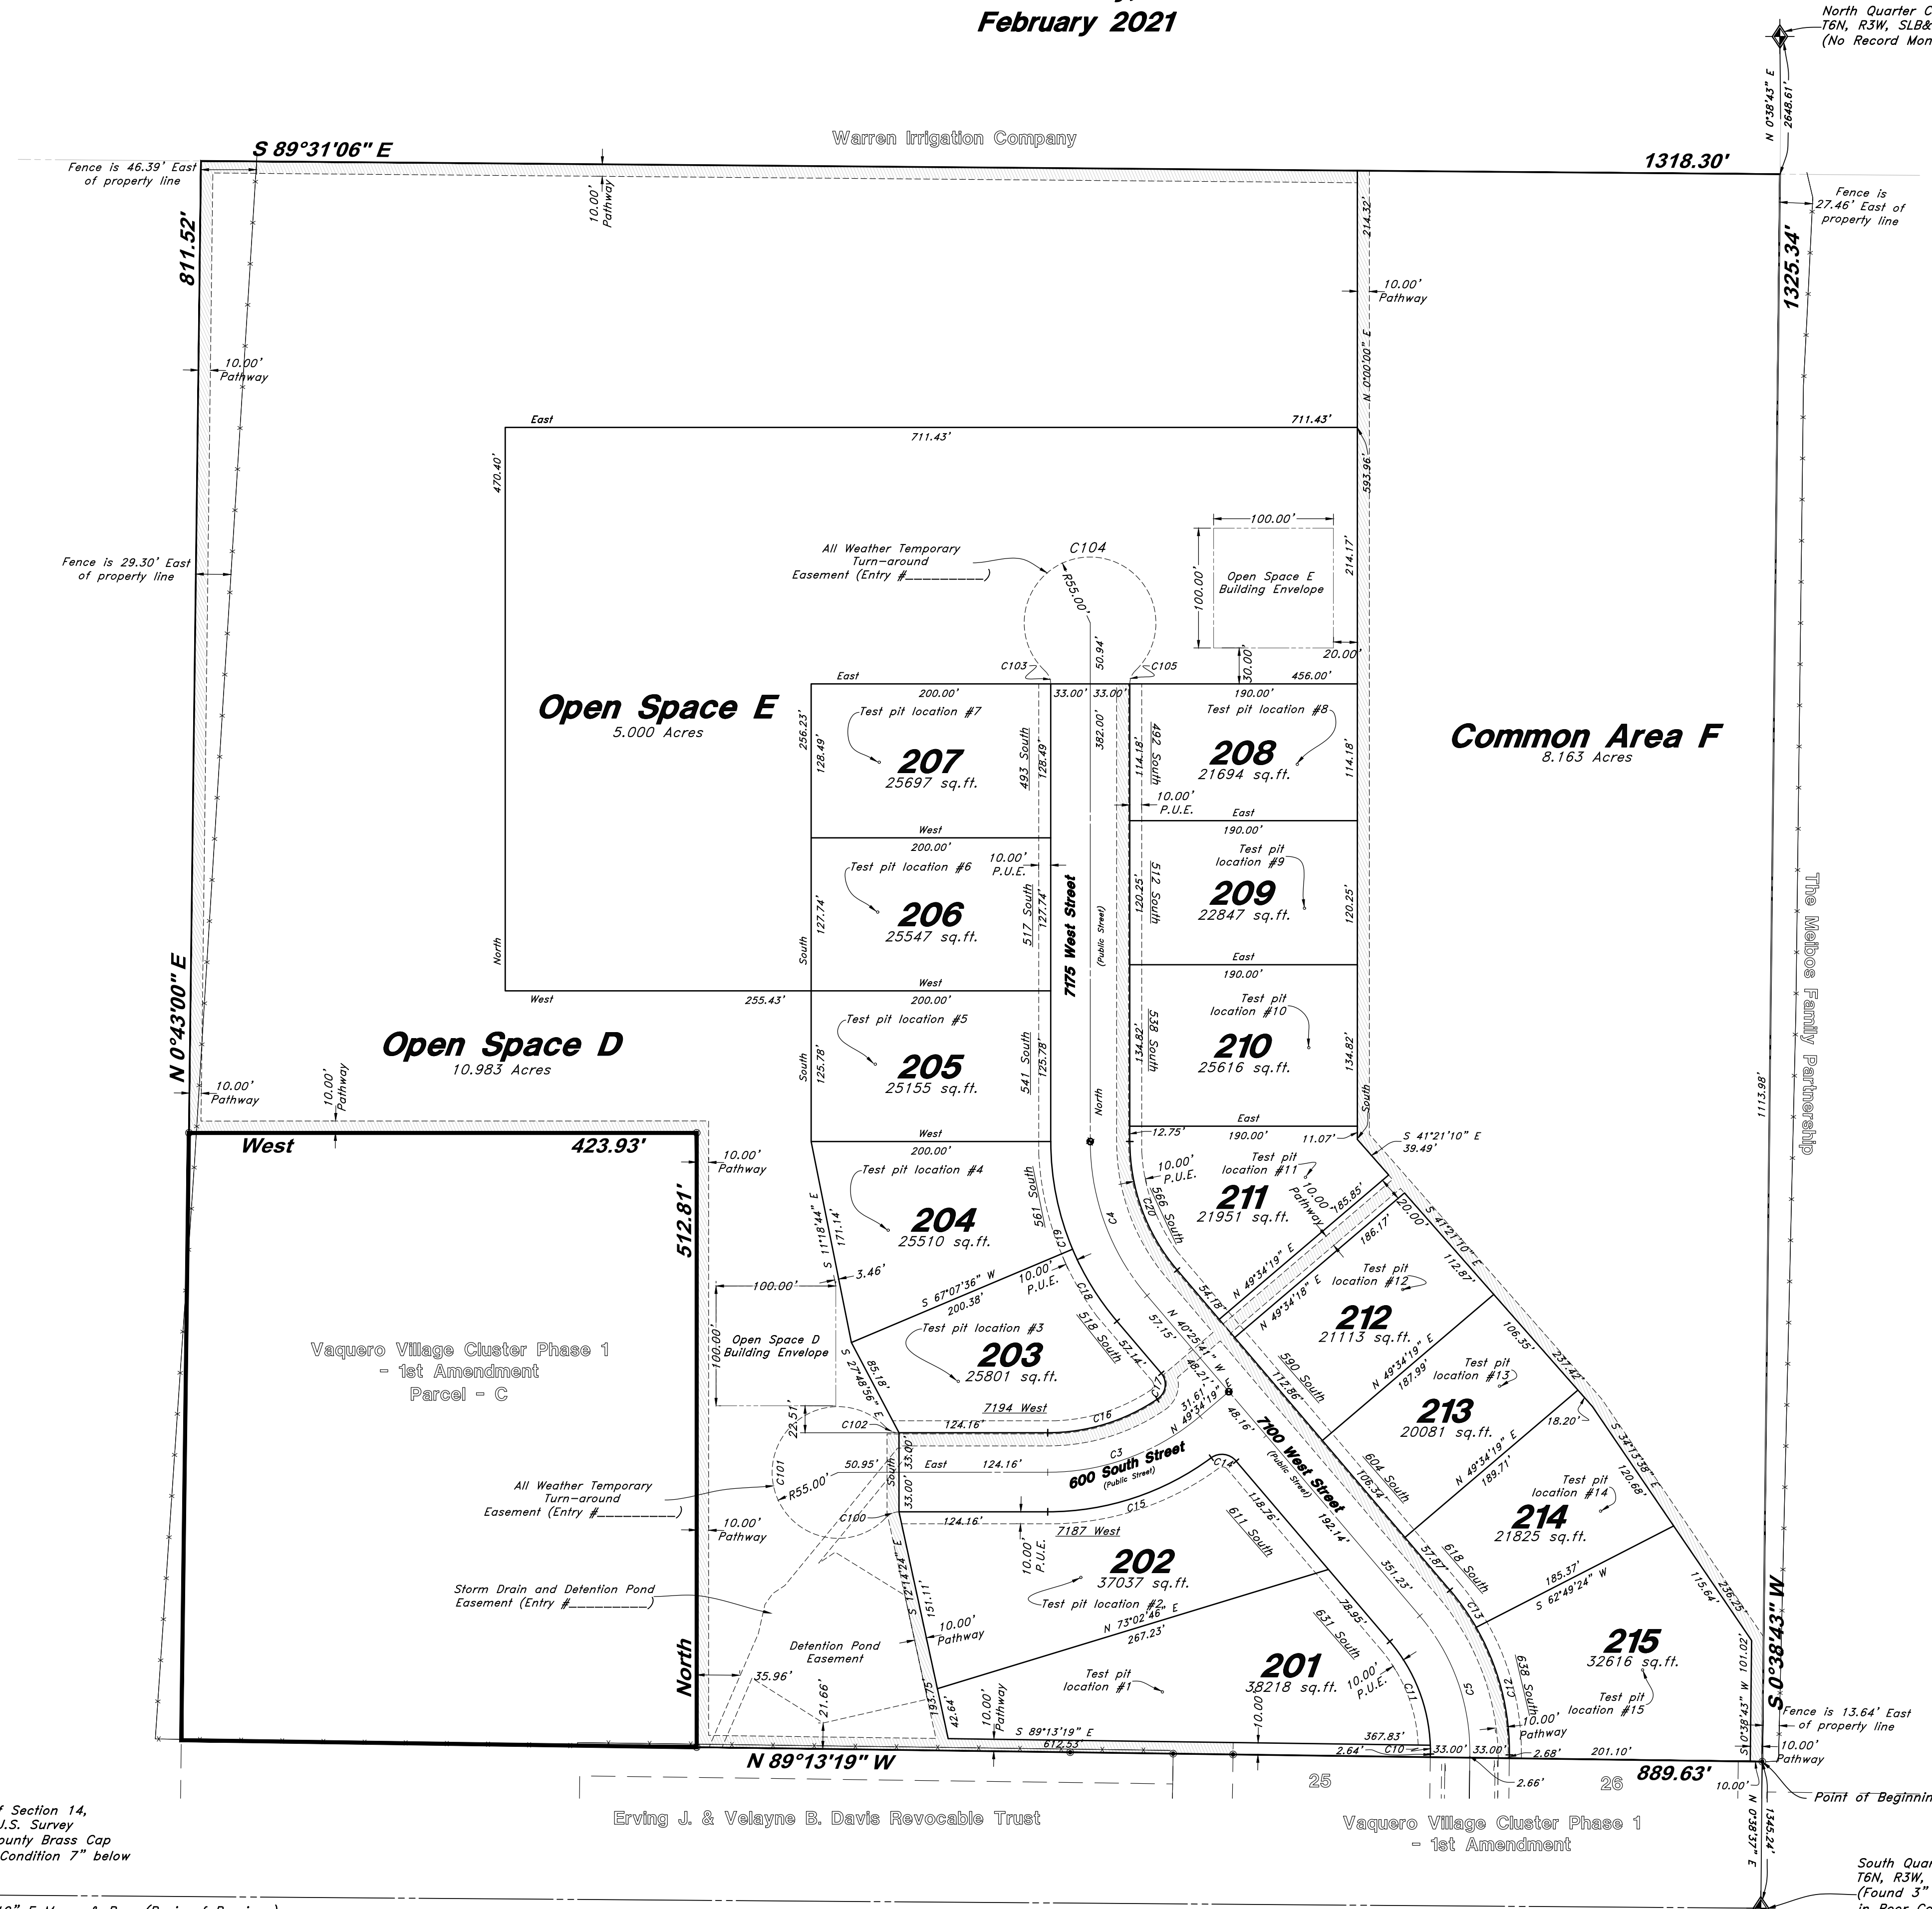 February 2021
North Quarter C
T6N, R3W, SLB&
(No Record Mon
N 0°38'43" E
2648.61'
Warren Irrigation Company
S 89°31'06" E
1318.30'
Fence is 46.39' East
of property line
Fence is
27.46' East of
property line
10.00'
Pathway
811.52'
214.32'
1325.34'
10.00'
Pathway
N 0°00'00" E
10.00'
Pathway
East
711.43'
711.43'
470.40'
593.96'
100.00'
All Weather Temporary
Turn-around
Easement (Entry #_________)
C104
R55.00'
100.00'
Open Space E
Building Envelope
214.17'
Fence is 29.30' East
of property line
50.94'
30.00'
20.00'
C103
C105
East
456.00'
200.00'
33.00'
33.00'
190.00'
Open Space E
5.000 Acres
256.23'
128.49'
Test pit location #7
207
25697 sq.ft.
493 South
128.49'
382.00'
114.18'
492 South
Test pit location #8
208
21694 sq.ft.
114.18'
Common Area F
8.163 Acres
10.00'
P.U.E.
West
200.00'
East
190.00'
Test pit location #6
10.00'
P.U.E.
206
25547 sq.ft.
127.74'
517 South
127.74'
7175 West Street
(Public Street)
120.25'
512 South
Test pit
location #9
209
22847 sq.ft.
120.25'
The Meibos Family Partnership
North
South
West
255.43'
West
200.00'
East
190.00'
N 0°43'00" E
Open Space D
10.983 Acres
Test pit location #5
205
25155 sq.ft.
South
125.78'
541 South
125.78'
North
134.82'
538 South
Test pit
location #10
210
25616 sq.ft.
134.82'
South
1113.98'
10.00'
Pathway
10.00'
Pathway
West
423.93'
West
200.00'
East
12.75'
190.00'
11.07'
S 41°21'10" E
39.49'
512.81'
10.00'
Pathway
Test pit location #4
204
25510 sq.ft.
S 11°18'44" E
171.14'
561 South
C19
C4
C20
10.00'
P.U.E.
566 South
Test pit
location #11
211
21951 sq.ft.
10.00'
Pathway
185.85'
186.17'
20.00'
S 41°21'10" E
112.87'
N 49°34'19" E
N 49°34'18" E
3.46'
100.00'
100.00'
Open Space D
Building Envelope
S 67°07'36" W
200.38'
10.00'
P.U.E.
C18
Test pit location #3
203
25801 sq.ft.
518 South
57.14'
57.15'
54.18'
N 40°25'41" W
Test pit
location #12
212
21113 sq.ft.
106.35'
237.42'
Vaquero Village Cluster Phase 1
- 1st Amendment
Parcel - C
S 27°48'56" E
85.18'
7194 West
C17
C16
48.21'
31.61'
N 49°34'19" E
590 South
112.86'
N 49°34'19" E
187.99'
Test pit
location #13
213
20081 sq.ft.
18.20'
22.51'
C102
124.16'
33.00'
33.00'
South
50.95'
East
124.16'
C3
600 South Street
(Public Street)
48.16'
7100 West Street
(Public Street)
C101
R55.00'
All Weather Temporary
Turn-around
Easement (Entry #_________)
C100
124.16'
C15
C14
192.14'
106.34'
604 South
N 49°34'19" E
189.71'
S 34°13'38" E
120.68'
Test pit
location #14
214
21825 sq.ft.
10.00'
Pathway
10.00'
P.U.E.
7187 West
118.76'
611 South
351.23'
57.87'
618 South
202
37037 sq.ft.
Test pit location #2
S 12°14'24" E
151.11'
Storm Drain and Detention Pond
Easement (Entry #_________)
10.00'
Pathway
N 73°02'46" E
267.23'
78.95'
631 South
C13
185.37'
S 62°49'24" W
115.64'
236.25'
S 0°38'43" W
Detention Pond
Easement
North
35.96'
21.66'
193.75'
42.64'
10.00'
Pathway
Test pit
location #1
201
38218 sq.ft.
10.00'
P.U.E.
C11
C5
C12
638 South
215
32616 sq.ft.
Test pit
location #15
S 0°38'43" W 101.02'
Fence is 13.64' East
of property line
10.00'
Pathway
10.00'
Pathway
S 89°13'19" E
612.53'
10.00'
367.83'
2.64'
C10
33.00'
33.00'
2.68'
201.10'
N 89°13'19" W
2.66'
889.63'
10.00'
25
26
Point of Beginnin
Erving J. & Velayne B. Davis Revocable Trust
Vaquero Village Cluster Phase 1
- 1st Amendment
N 0°38'37" E
1345.24'
f Section 14,
U.S. Survey
ounty Brass Cap
Condition 7" below
South Quar
T6N, R3W,
(Found 3"